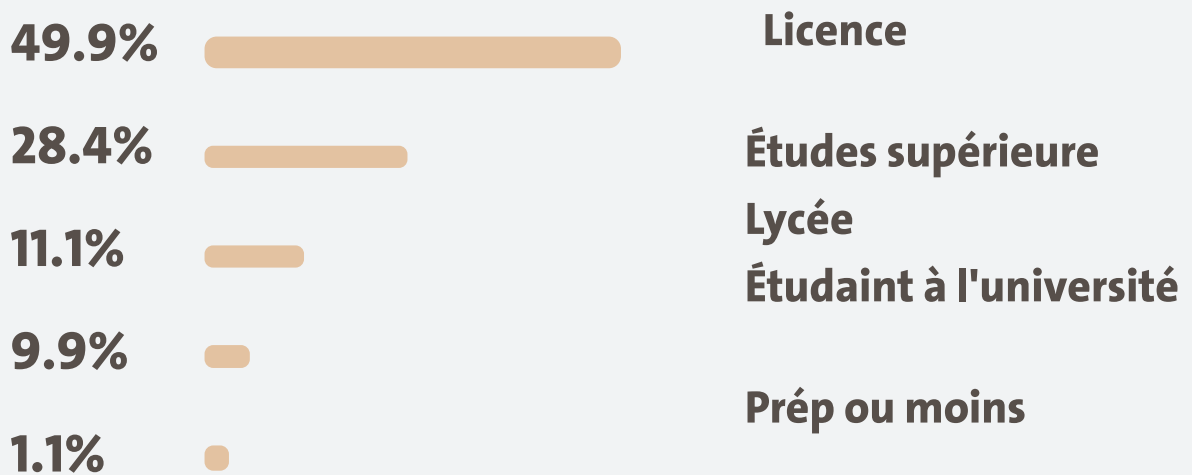 49.9%
Licence
28.4%
Études supérieure
Lycée
11.1%
Étudaint à l'université
9.9%
Prép ou moins
1.1%